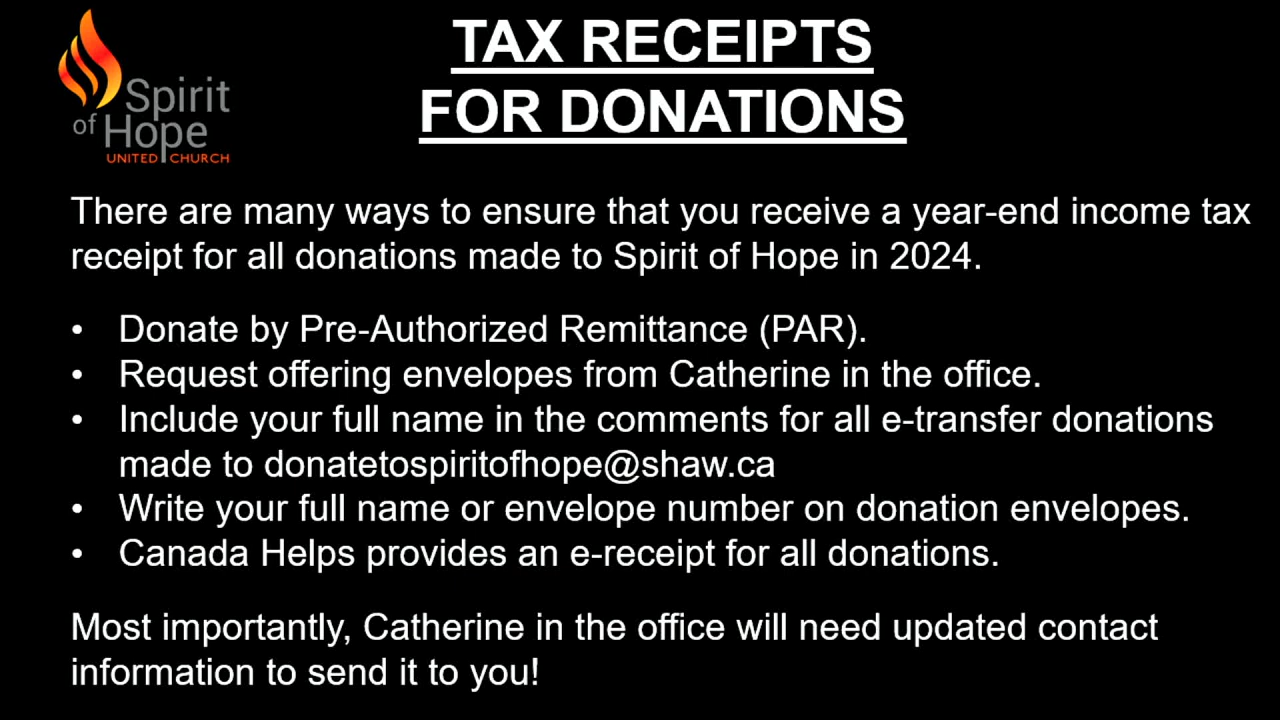 Spirit
of Hope
UNITED CHURCH
TAX RECEIPTS
FOR DONATIONS
There are many ways to ensure that you receive a year-end income tax
receipt for all donations made to Spirit of Hope in 2024.
• Donate by Pre-Authorized Remittance (PAR).
• Request offering envelopes from Catherine in the office.
• Include your full name in the comments for all e-transfer donations
made to donatetospiritofhope@shaw.ca
• Write your full name or envelope number on donation envelopes.
• Canada Helps provides an e-receipt for all donations.
Most importantly, Catherine in the office will need updated contact
information to send it to you!